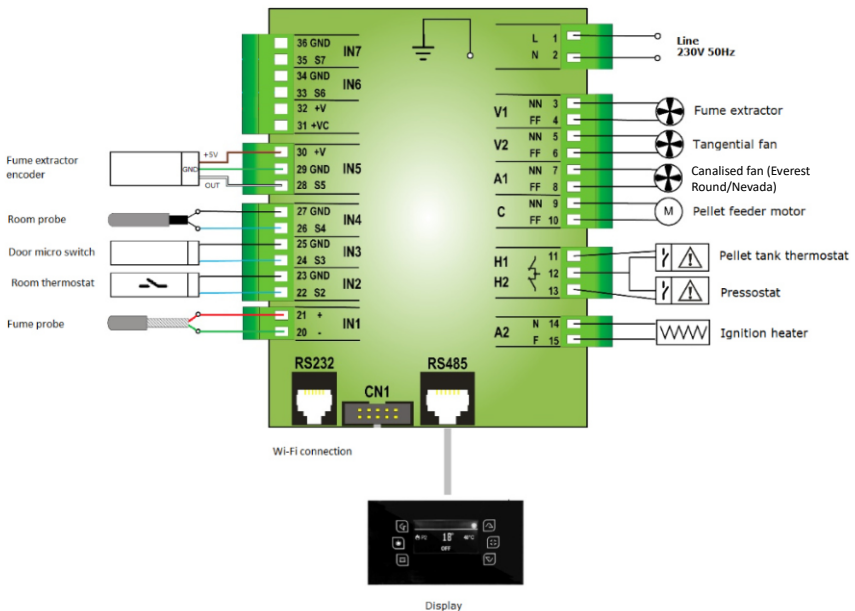 36 GND
35 S7
IN7
34 GND
33 S6
IN6
32 +V
31 +VC
Fume extractor
encoder
+5V
GND
OUT
30 +V
29 GND
28 S5
IN5
Room probe
27 GND
26 S4
IN4
Door micro switch
25 GND
24 S3
IN3
Room thermostat
23 GND
22 S2
IN2
Fume probe
21 +
20 -
IN1
L 1
N 2
Line
230V 50Hz
V1
NN 3
FF 4
Fume extractor
V2
NN 5
FF 6
Tangential fan
A1
NN 7
FF 8
Canalised fan (Everest
Round/Nevada)
C
NN 9
FF 10
M
Pellet feeder motor
H1
H2
11
12
13
Pellet tank thermostat
Pressostat
A2
N 14
F 15
Ignition heater
RS232
CN1
RS485
Wi-Fi connection
P2
18°
OFF
Display